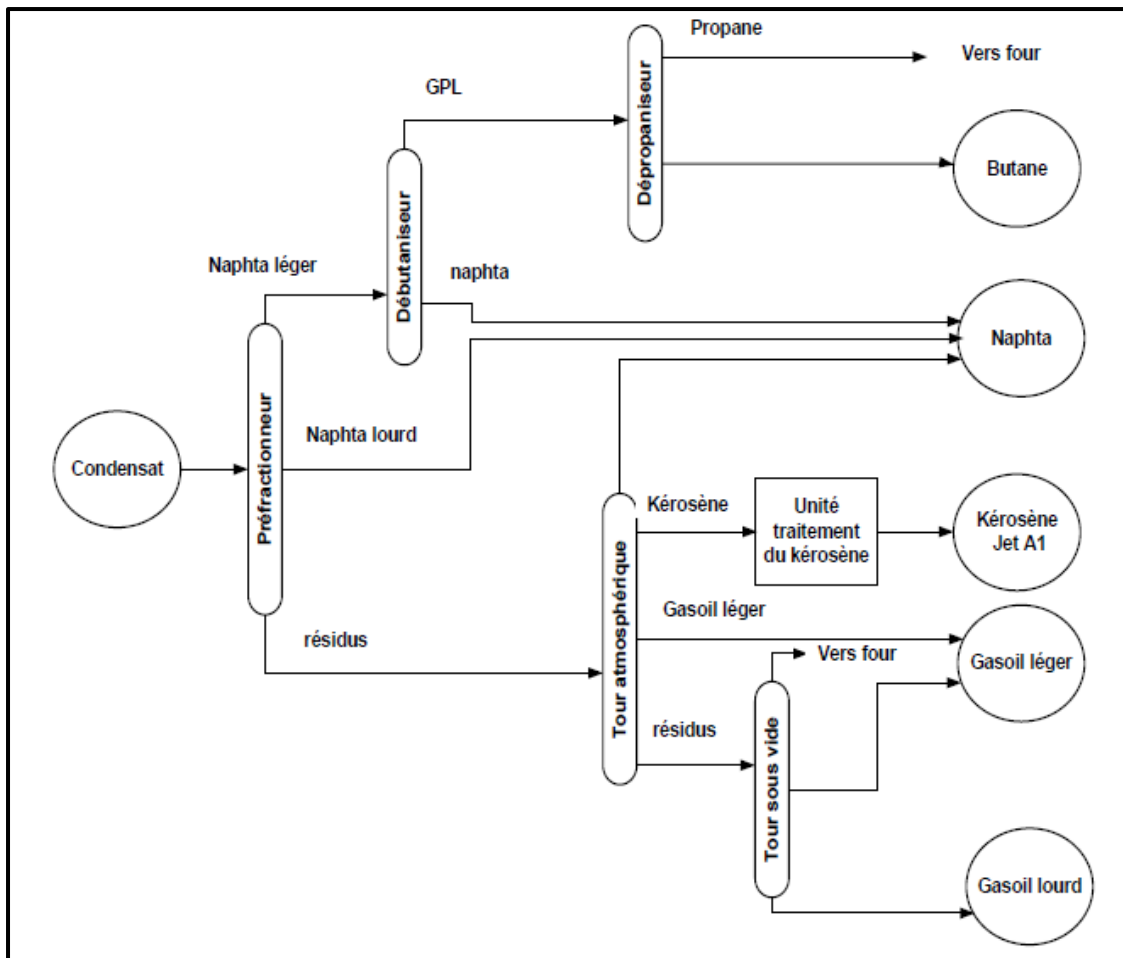 Propane
Vers four
GPL
Dépropaniseur
Butane
Débutaniseur
Naphta léger
naphta
Naphta
Préfractionneur
Naphta lourd
Condensat
Kérosène
Unité
traitement
du kérosène
Kérosène
Jet A1
Tour atmosphérique
Gasoil léger
résidus
Vers four
Gasoil léger
résidus
Tour sous vide
Gasoil lourd